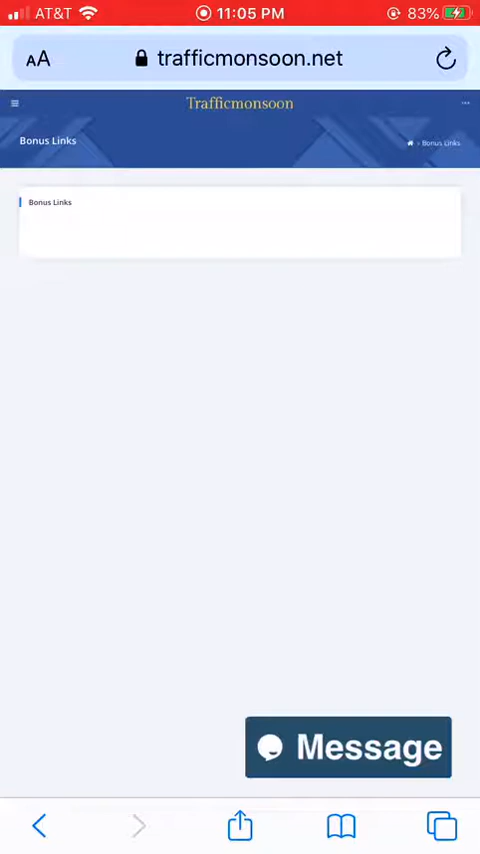 AT&T 11:05 PM 83%
AA trafficmonsoon.net
Trafficmonsoon
Bonus Links
> Bonus Links
Bonus Links
Message